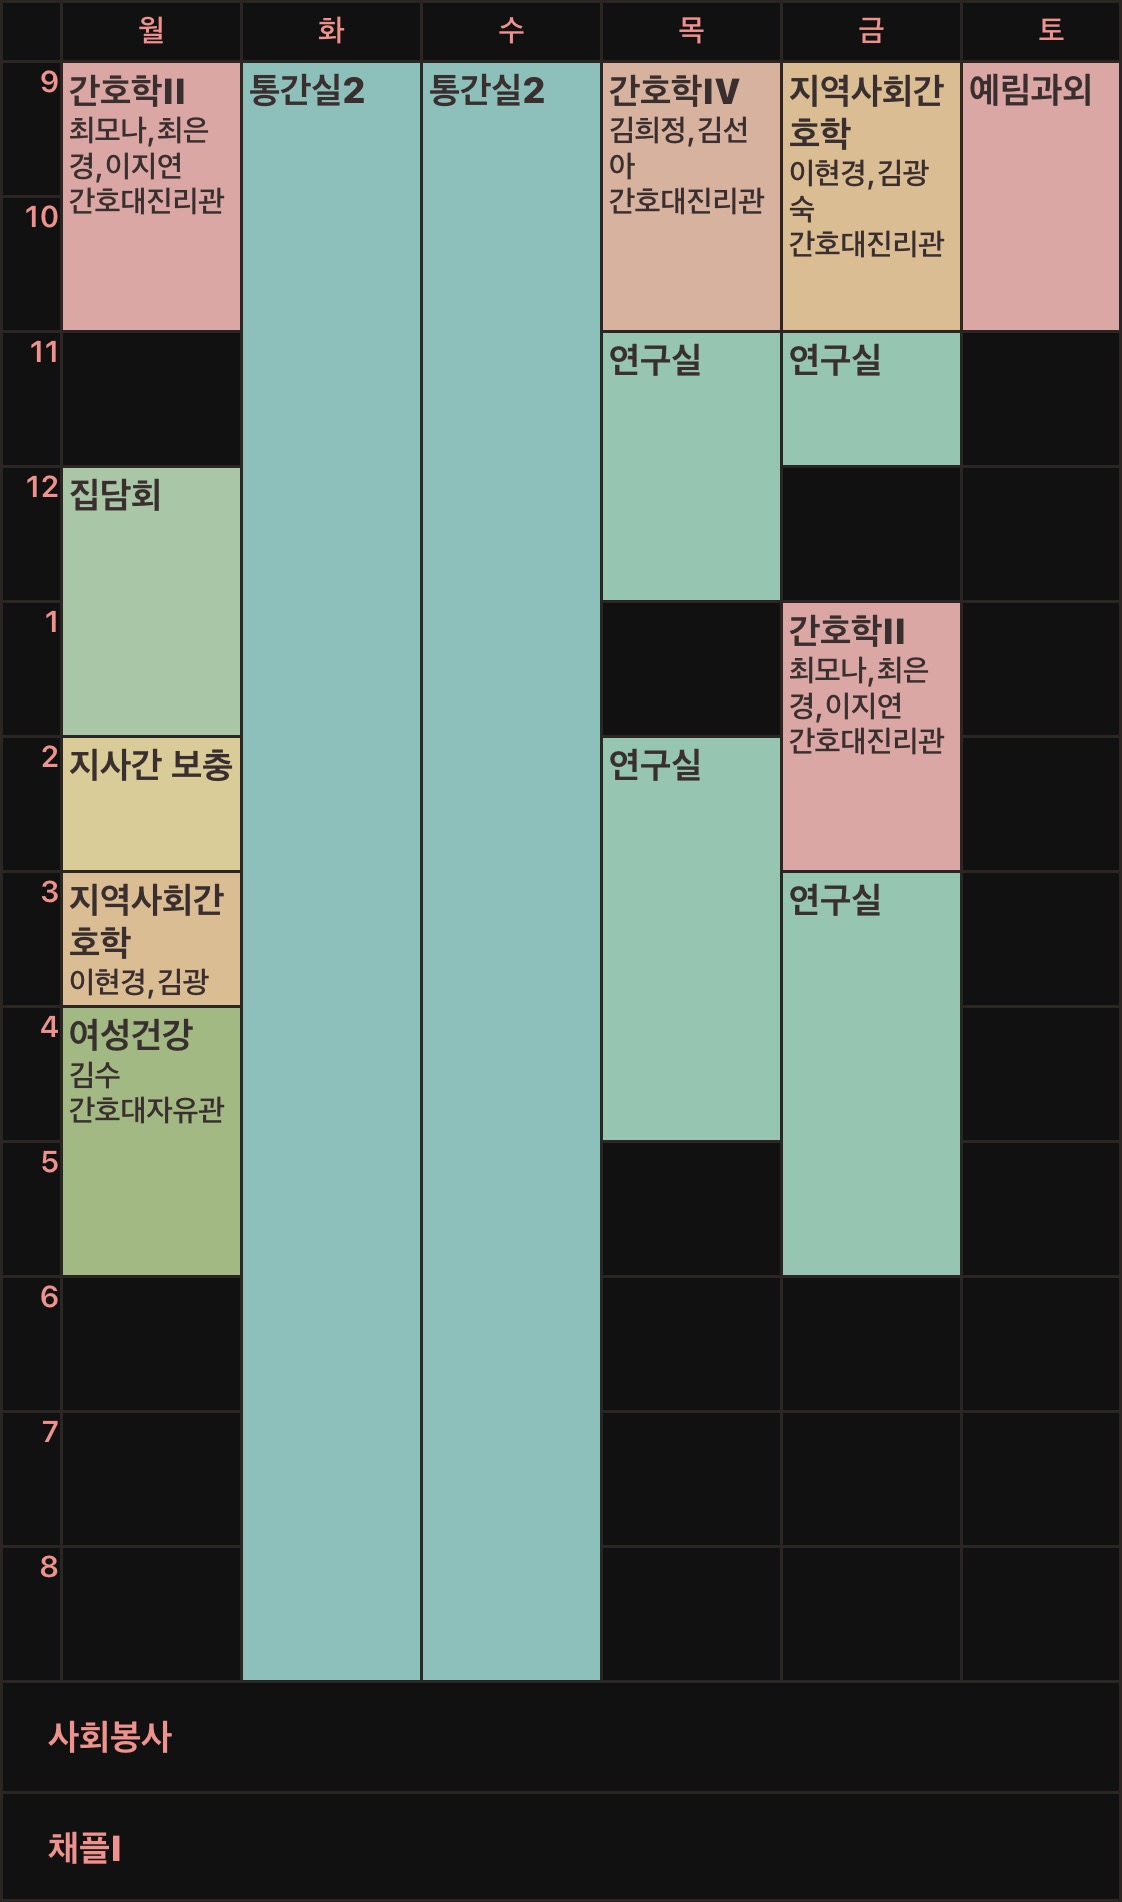 월 화 수 목 금 토
9
간호학II
최모나,최은
경,이지연
간호대진리관
통간실2
통간실2
간호학IV
김희정,김선
아
간호대진리관
지역사회간
호학
이현경,김광
숙
간호대진리관
예림과외
10
11
연구실
연구실
12
집담회
1
간호학II
최모나,최은
경,이지연
간호대진리관
2
지사간 보충
연구실
3
지역사회간
호학
이현경,김광
연구실
4
여성건강
김수
간호대자유관
5
6
7
8
사회봉사
채플I